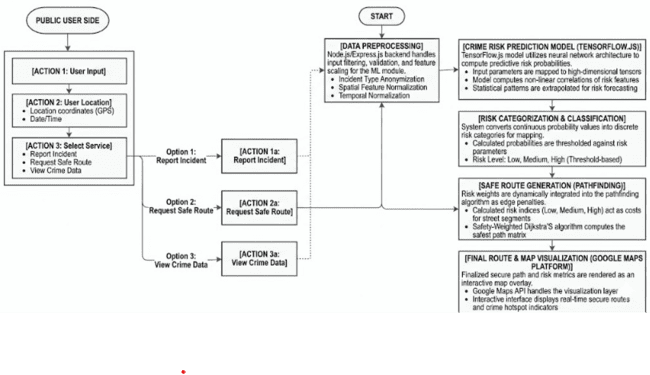 PUBLIC USER SIDE
[ACTION 1: User Input]
[ACTION 2: User Location]
• Location coordinates (GPS)
• Date/Time
[ACTION 3: Select Service]
• Report Incident
• Request Safe Route
• View Crime Data
Option 1:
Report Incident
[ACTION 1a:
Report Incident]
Option 2:
Request Safe Route
[ACTION 2a:
Request Safe Route]
Option 3:
View Crime Data
[ACTION 3a:
View Crime Data]
START
[DATA PREPROCESSING]
Node.js/Express.js backend handles
input filtering, validation, and feature
scaling for the ML module.
• Incident Type Anonymization
• Spatial Feature Normalization
• Temporal Normalization
[CRIME RISK PREDICTION MODEL (TENSORFLOW.JS)]
TensorFlow.js model utilizes neural network architecture to
compute predictive risk probabilities.
• Input parameters are mapped to high-dimensional tensors
• Model computes non-linear correlations of risk features
• Statistical patterns are extrapolated for risk forecasting
[RISK CATEGORIZATION & CLASSIFICATION]
System converts continuous probability values into discrete
risk categories for mapping.
• Calculated probabilities are thresholded against risk
parameters
• Risk Level: Low, Medium, High (Threshold-based)
[SAFE ROUTE GENERATION (PATHFINDING)]
Risk weights are dynamically integrated into the pathfinding
algorithm as edge penalties.
• Calculated risk indices (Low, Medium, High) act as costs
for street segments
• Safety-Weighted Dijkstra'S algorithm computes the
safest path matrix
[FINAL ROUTE & MAP VISUALIZATION (GOOGLE MAPS
PLATFORM)]
Finalized secure path and risk metrics are rendered as an
interactive map overlay.
• Google Maps API handles the visualization layer
• Interactive interface displays real-time secure routes
and crime hotspot indicators